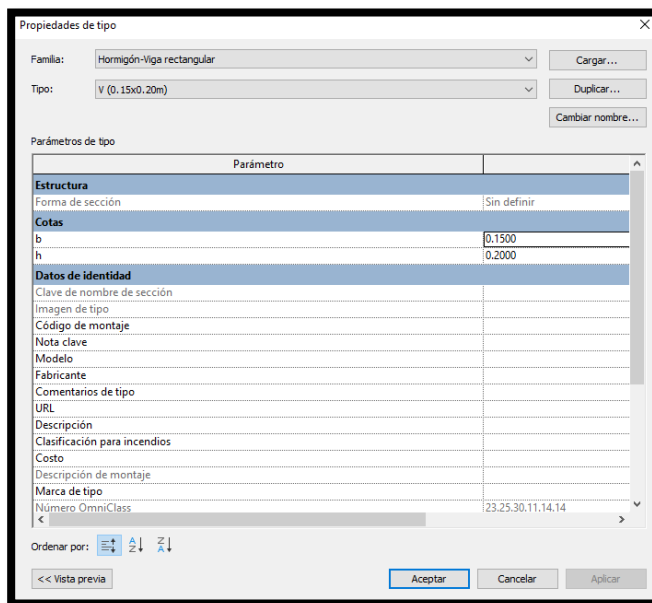 Propiedades de tipo
Familia: Hormigón-Viga rectangular Cargar...
Tipo: V (0.15x0.20m) Duplicar...
Cambiar nombre...
Parámetros de tipo
Parámetro
Estructura
Forma de sección Sin definir
Cotas
b 0.1500
h 0.2000
Datos de identidad
Clave de nombre de sección
Imagen de tipo
Código de montaje
Nota clave
Modelo
Fabricante
Comentarios de tipo
URL
Descripción
Clasificación para incendios
Costo
Descripción de montaje
Marca de tipo
Número OmniClass 23.25.30.11.14.14
Ordenar por:
<< Vista previa Aceptar Cancelar Aplicar